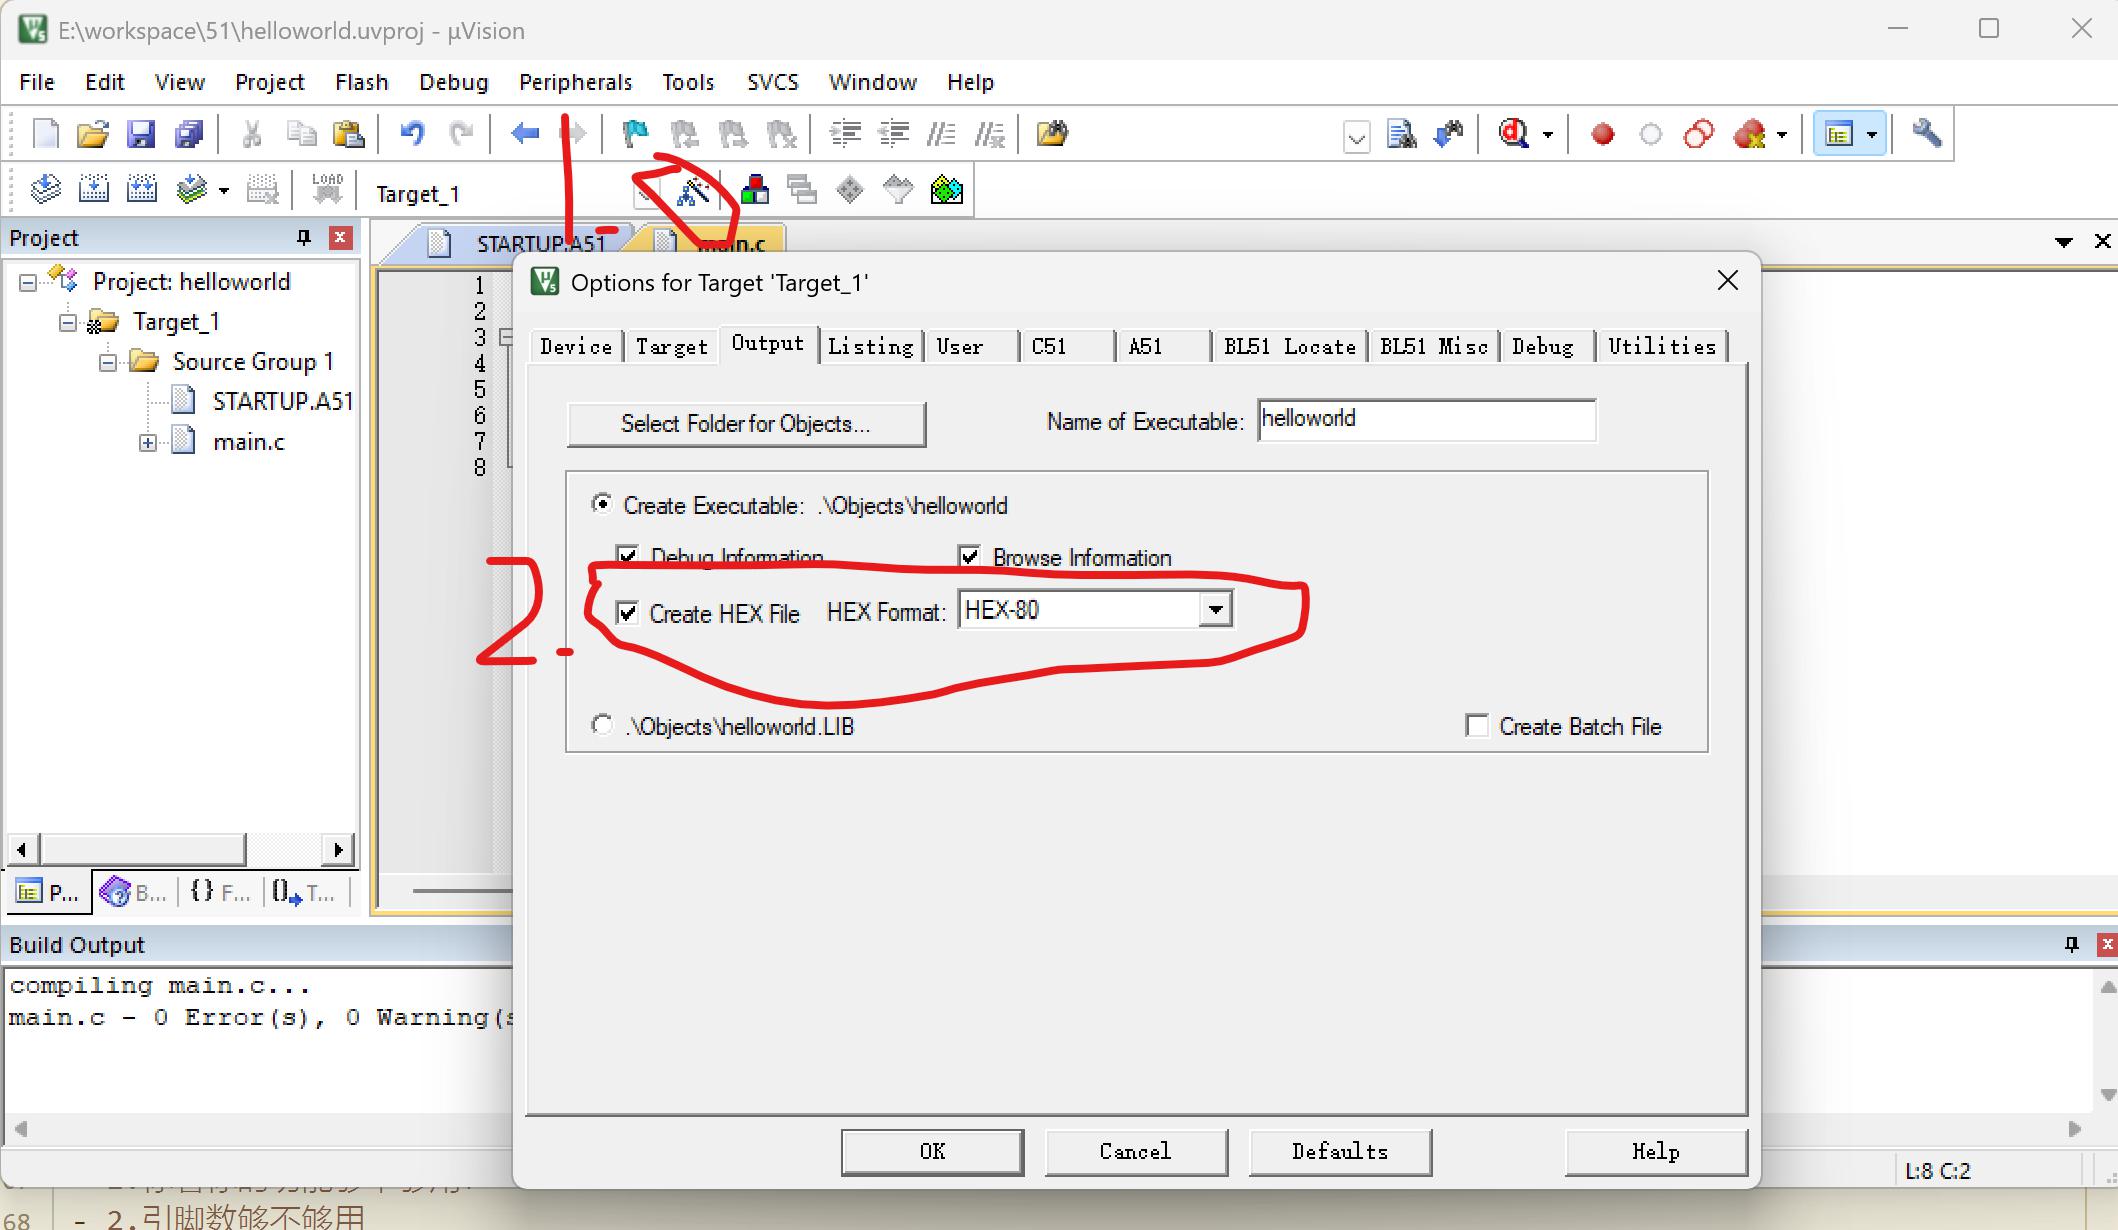 E:\workspace\51\helloworld.uvproj - µVision
File Edit View Project Flash Debug Peripherals Tools SVCS Window Help
LOAD
Target_1
Project
STARTUP.A51 main.c
Project: helloworld
Target_1
Source Group 1
STARTUP.A51
main.c
1
2
3
4
5
6
7
8
1.
Options for Target 'Target_1'
Device Target Output Listing User C51 A51 BL51 Locate BL51 Misc Debug Utilities
Select Folder for Objects... Name of Executable: helloworld
Create Executable: .\Objects\helloworld
Debug Information Browse Information
2.
Create HEX File HEX Format: HEX-80
.\Objects\helloworld.LIB Create Batch File
OK Cancel Defaults Help
P... B... {} F... T...
Build Output
compiling main.c...
main.c - 0 Error(s), 0 Warning(s
L:8 C:2
68 - 2.引脚数够不够用